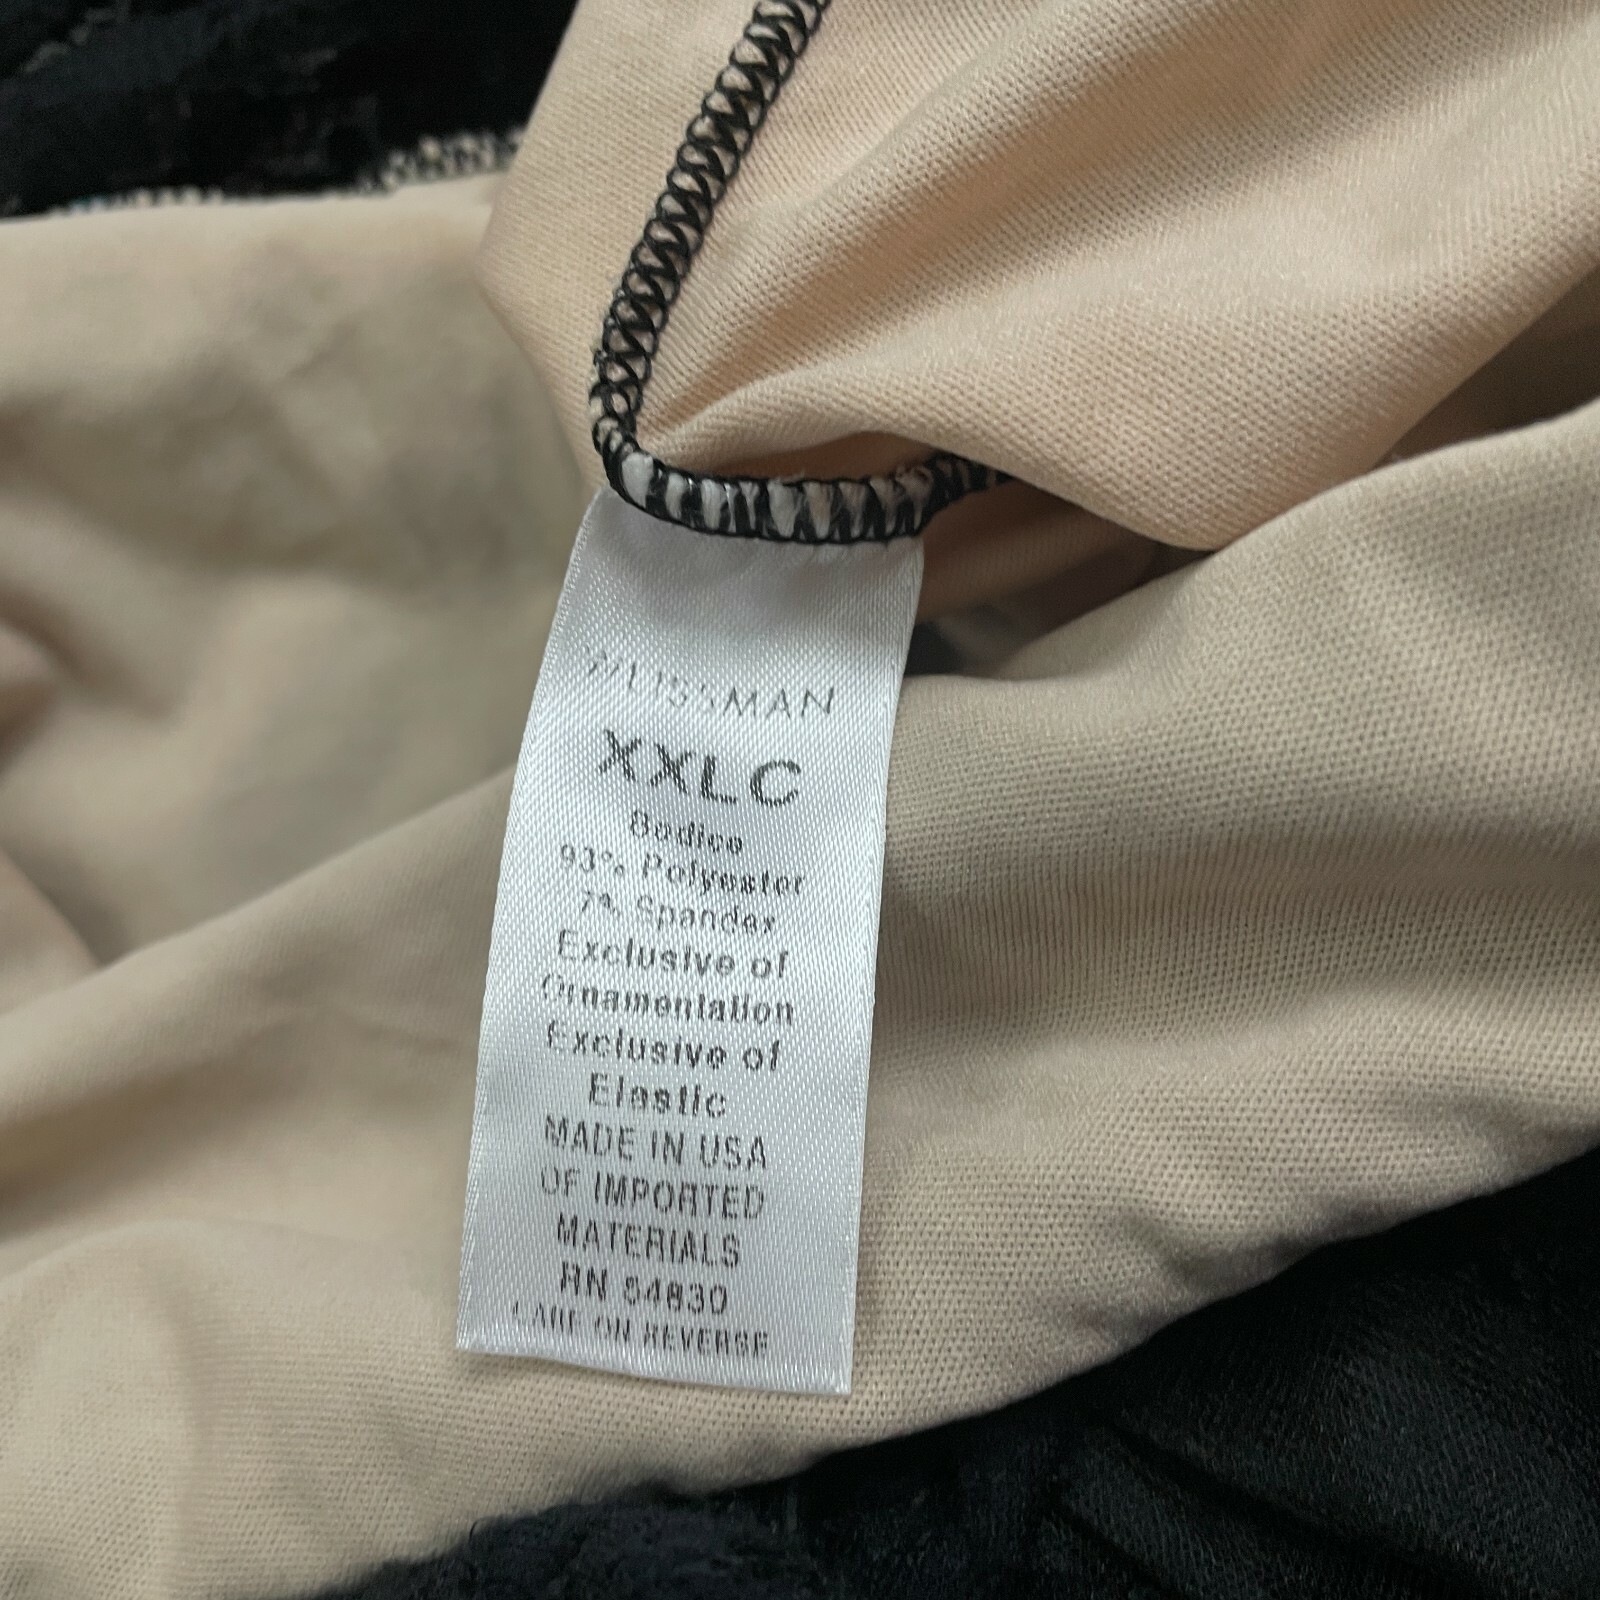 WEISSMAN
XXLC
Bodice
93% Polyester
7% Spandex
Exclusive of
Ornamentation
Exclusive of
Elastic
MADE IN USA
OF IMPORTED
MATERIALS
RN 54830
CARE ON REVERSE